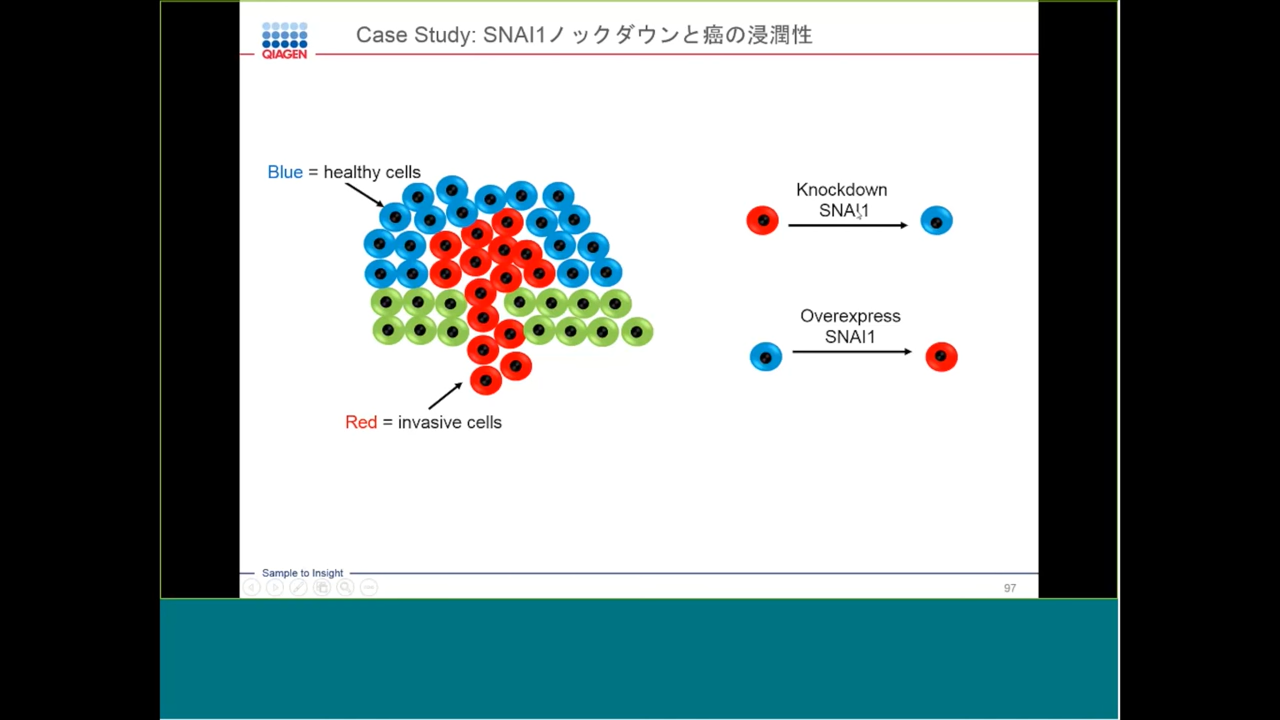 QIAGEN
Case Study: SNAI1ノックダウンと癌の浸潤性
Blue = healthy cells
Knockdown
SNAI1
Overexpress
SNAI1
Red = invasive cells
Sample to Insight
97